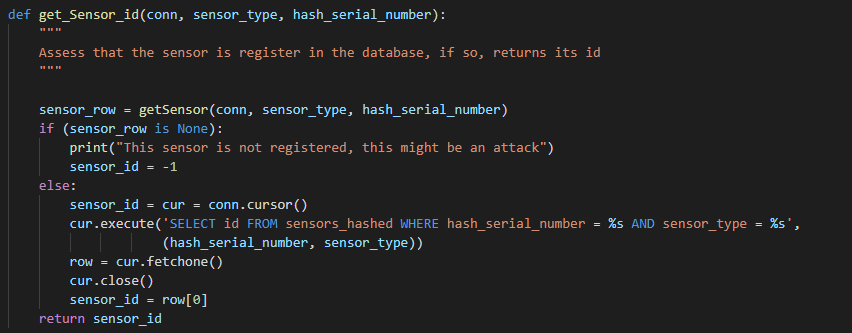 def get_Sensor_id(conn, sensor_type, hash_serial_number):
    """
    Assess that the sensor is register in the database, if so, returns its id
    """
    sensor_row = getSensor(conn, sensor_type, hash_serial_number)
    if (sensor_row is None):
        print("This sensor is not registered, this might be an attack")
        sensor_id = -1
    else:
        sensor_id = cur = conn.cursor()
        cur.execute('SELECT id FROM sensors_hashed WHERE hash_serial_number = %s AND sensor_type = %s',
                    (hash_serial_number, sensor_type))
        row = cur.fetchone()
        cur.close()
        sensor_id = row[0]
    return sensor_id